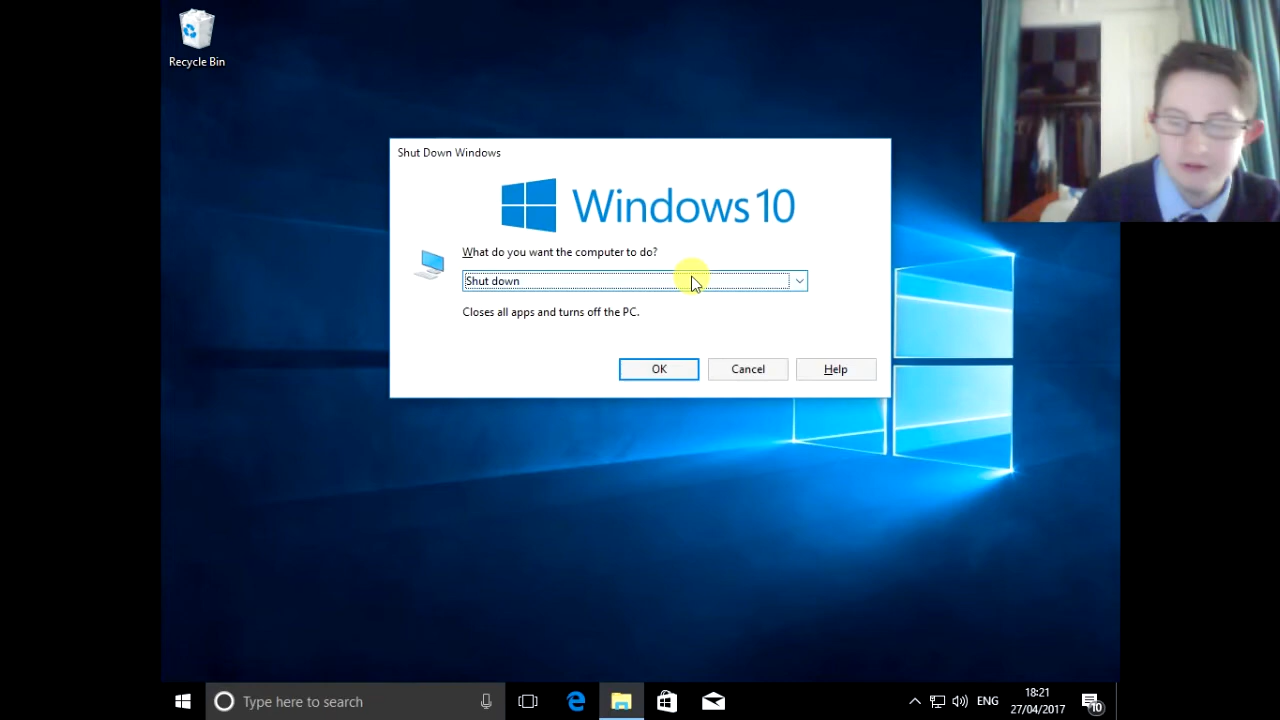 Recycle Bin
Shut Down Windows
Windows 10
What do you want the computer to do?
Shut down
Closes all apps and turns off the PC.
OK
Cancel
Help
Type here to search
ENG
18:21
27/04/2017
10